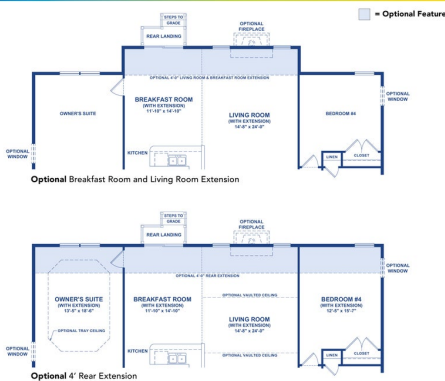 = Optional Feature
STEPS TO
GRADE
REAR LANDING
OPTIONAL
FIREPLACE
OPTIONAL 4'-0" LIVING ROOM & BREAKFAST ROOM EXTENSION
OPTIONAL
WINDOW
OWNER'S SUITE
BREAKFAST ROOM
(WITH EXTENSION)
11'-10" x 14'-10"
LIVING ROOM
(WITH EXTENSION)
14'-8" x 24'-8"
BEDROOM #4
OPTIONAL
WINDOW
KITCHEN
LINEN
CLOSET
Optional Breakfast Room and Living Room Extension
STEPS TO
GRADE
REAR LANDING
OPTIONAL
FIREPLACE
OPTIONAL
WINDOW
OPTIONAL 4'-0" REAR EXTENSION
OWNER'S SUITE
(WITH EXTENSION)
13'-5" x 18'-6"
BREAKFAST ROOM
(WITH EXTENSION)
11'-10" x 14'-10"
OPTIONAL VAULTED CEILING
LIVING ROOM
(WITH EXTENSION)
14'-8" x 24'-8"
BEDROOM #4
(WITH EXTENSION)
12'-5" x 15'-7"
OPTIONAL TRAY CEILING
OPTIONAL
WINDOW
KITCHEN
OPTIONAL VAULTED CEILING
LINEN
CLOSET
Optional 4' Rear Extension